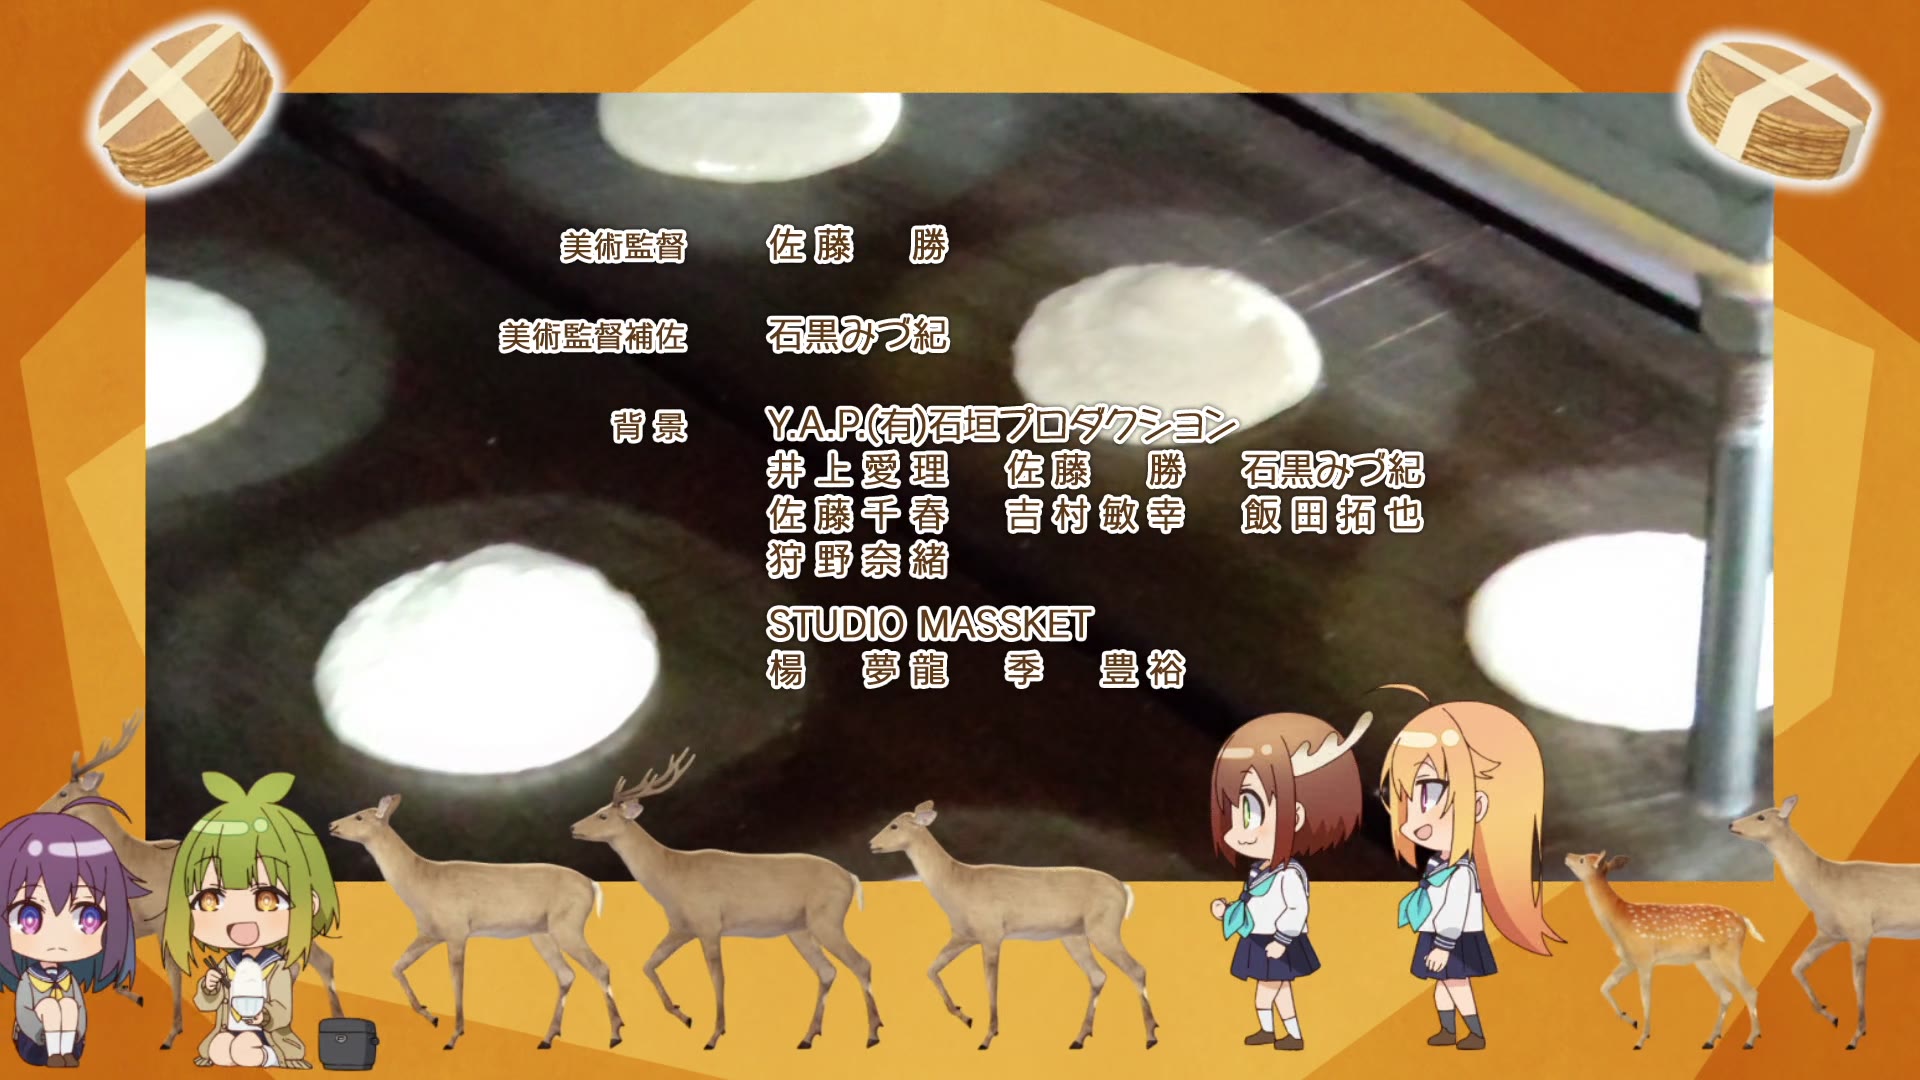 美術監督 佐藤 勝
美術監督補佐 石黒みづ紀
背景 Y.A.P.(有)石垣プロダクション
井上愛理 佐藤 勝 石黒みづ紀
佐藤千春 吉村敏幸 飯田拓也
狩野奈緒
STUDIO MASSKET
楊 夢龍 季 豊裕